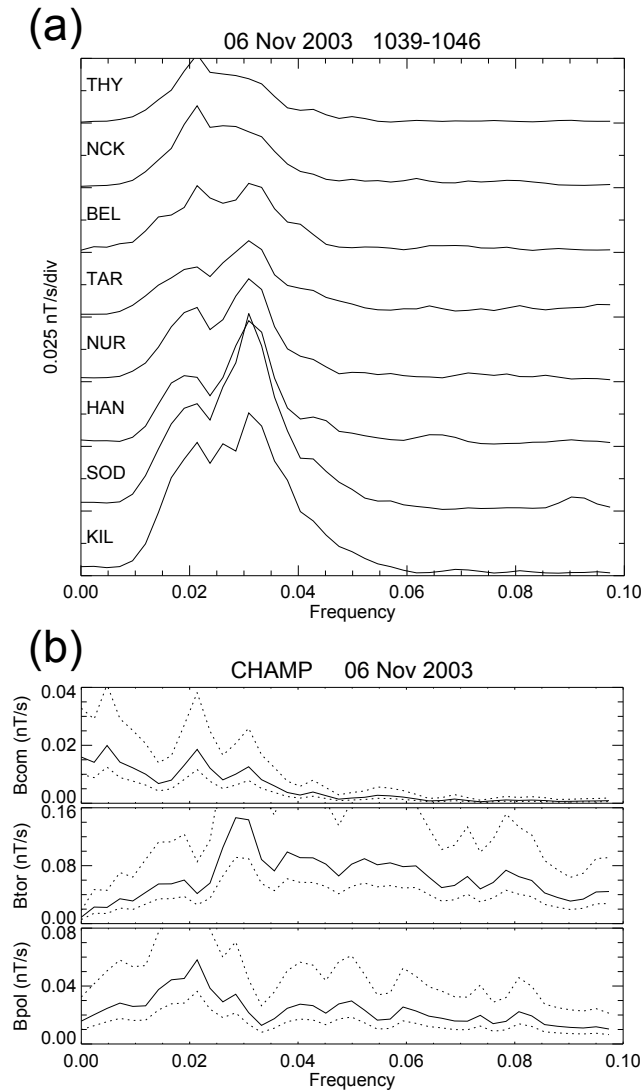 (a)
06 Nov 2003 1039-1046
THY
NCK
BEL
TAR
NUR
HAN
SOD
KIL
0.025 nT/s/div
0.00 0.02 0.04 0.06 0.08 0.10
Frequency
(b)
CHAMP 06 Nov 2003
0.04
0.02
0.00
Bcom (nT/s)
0.16
0.08
0.00
Btor (nT/s)
0.08
0.04
0.00
Bpol (nT/s)
0.00 0.02 0.04 0.06 0.08 0.10
Frequency